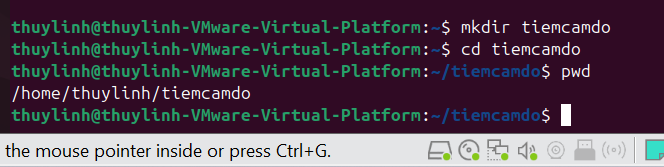 thuylinh@thuylinh-VMware-Virtual-Platform:~$ mkdir tiemcamdo
thuylinh@thuylinh-VMware-Virtual-Platform:~$ cd tiemcamdo
thuylinh@thuylinh-VMware-Virtual-Platform:~/tiemcamdo$ pwd
/home/thuylinh/tiemcamdo
thuylinh@thuylinh-VMware-Virtual-Platform:~/tiemcamdo$
the mouse pointer inside or press Ctrl+G.